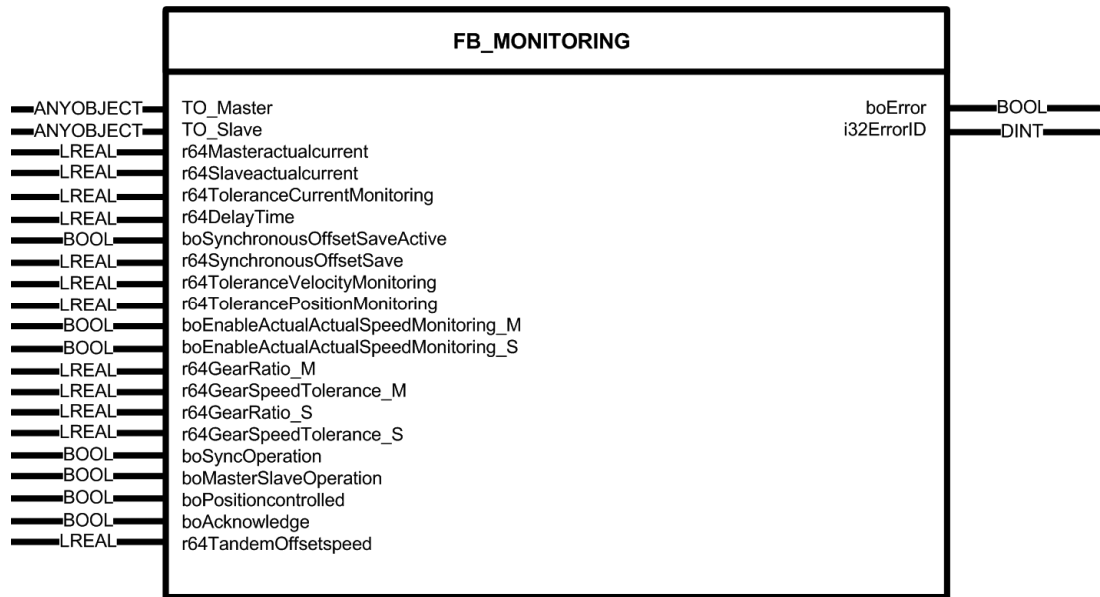 FB_MONITORING
ANYOBJECT TO_Master boError BOOL
ANYOBJECT TO_Slave i32ErrorID DINT
LREAL r64Masteractualcurrent
LREAL r64Slaveactualcurrent
LREAL r64ToleranceCurrentMonitoring
LREAL r64DelayTime
BOOL boSynchronousOffsetSaveActive
LREAL r64SynchronousOffsetSave
LREAL r64ToleranceVelocityMonitoring
LREAL r64TolerancePositionMonitoring
BOOL boEnableActualActualSpeedMonitoring_M
BOOL boEnableActualActualSpeedMonitoring_S
LREAL r64GearRatio_M
LREAL r64GearSpeedTolerance_M
LREAL r64GearRatio_S
LREAL r64GearSpeedTolerance_S
BOOL boSyncOperation
BOOL boMasterSlaveOperation
BOOL boPositioncontrolled
BOOL boAcknowledge
LREAL r64TandemOffsetspeed